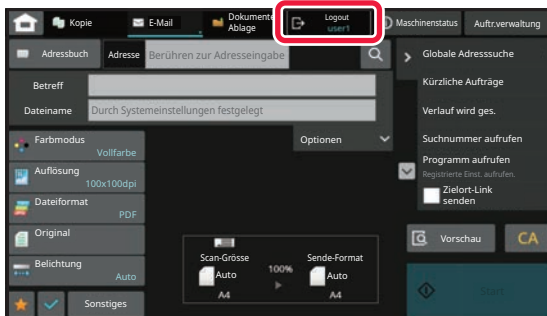 Kopie
E-Mail
Dokumente
Ablage
Logout
user1
Maschinenstatus
Auftr.verwaltung
Adressbuch
Adresse
Berühren zur Adresseingabe
Betreff
Dateiname
Durch Systemeinstellungen festgelegt
Optionen
Farbmodus
Vollfarbe
Auflösung
100x100dpi
Dateiformat
PDF
Original
Belichtung
Auto
Sonstiges
Scan-Grösse
Auto
A4
100%
Sende-Format
Auto
A4
Globale Adresssuche
Kürzliche Aufträge
Verlauf wird ges.
Suchnummer aufrufen
Programm aufrufen
Registrierte Einst. aufrufen.
Zielort-Link
senden
Vorschau
CA
Start